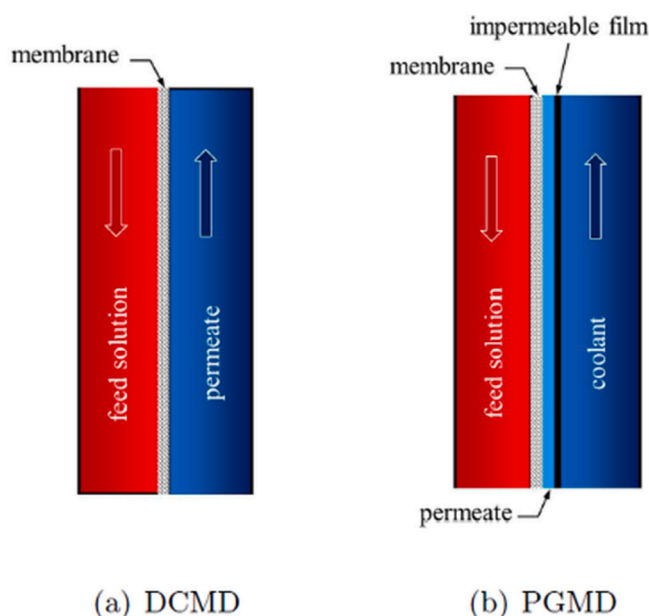 impermeable film
membrane
membrane
feed solution
permeate
feed solution
coolant
permeate
(a) DCMD
(b) PGMD